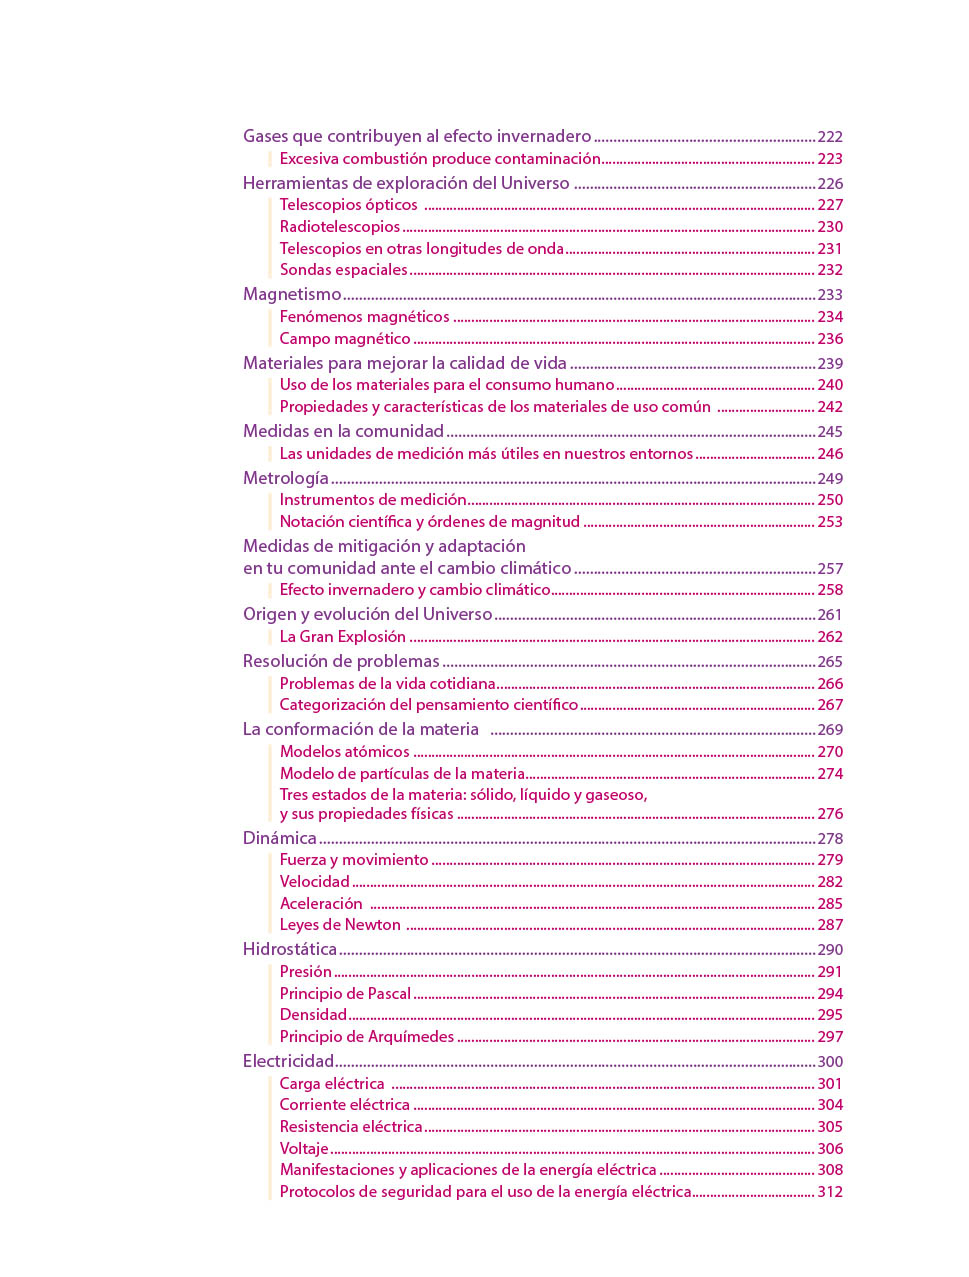 Gases que contribuyen al efecto invernadero ........................................................ 222
Excesiva combustión produce contaminación........................................................... 223
Herramientas de exploración del Universo ............................................................. 226
Telescopios ópticos ............................................................................................................ 227
Radiotelescopios .................................................................................................................. 230
Telescopios en otras longitudes de onda..................................................................... 231
Sondas espaciales ................................................................................................................ 232
Magnetismo ....................................................................................................................... 233
Fenómenos magnéticos .................................................................................................... 234
Campo magnético ............................................................................................................... 236
Materiales para mejorar la calidad de vida .............................................................. 239
Uso de los materiales para el consumo humano ....................................................... 240
Propiedades y características de los materiales de uso común ........................... 242
Medidas en la comunidad ............................................................................................. 245
Las unidades de medición más útiles en nuestros entornos ................................. 246
Metrología .......................................................................................................................... 249
Instrumentos de medición................................................................................................ 250
Notación científica y órdenes de magnitud ................................................................ 253
Medidas de mitigación y adaptación
en tu comunidad ante el cambio climático ............................................................. 257
Efecto invernadero y cambio climático......................................................................... 258
Origen y evolución del Universo ................................................................................. 261
La Gran Explosión ................................................................................................................ 262
Resolución de problemas .............................................................................................. 265
Problemas de la vida cotidiana........................................................................................ 266
Categorización del pensamiento científico ................................................................. 267
La conformación de la materia .................................................................................. 269
Modelos atómicos ............................................................................................................... 270
Modelo de partículas de la materia................................................................................ 274
Tres estados de la materia: sólido, líquido y gaseoso,
y sus propiedades físicas ................................................................................................... 276
Dinámica ............................................................................................................................. 278
Fuerza y movimiento .......................................................................................................... 279
Velocidad ................................................................................................................................ 282
Aceleración ........................................................................................................................... 285
Leyes de Newton ................................................................................................................. 287
Hidrostática ........................................................................................................................ 290
Presión ..................................................................................................................................... 291
Principio de Pascal ............................................................................................................... 294
Densidad................................................................................................................................. 295
Principio de Arquímedes ................................................................................................... 297
Electricidad......................................................................................................................... 300
Carga eléctrica ..................................................................................................................... 301
Corriente eléctrica ............................................................................................................... 304
Resistencia eléctrica ............................................................................................................ 305
Voltaje ...................................................................................................................................... 306
Manifestaciones y aplicaciones de la energía eléctrica ........................................... 308
Protocolos de seguridad para el uso de la energía eléctrica.................................. 312